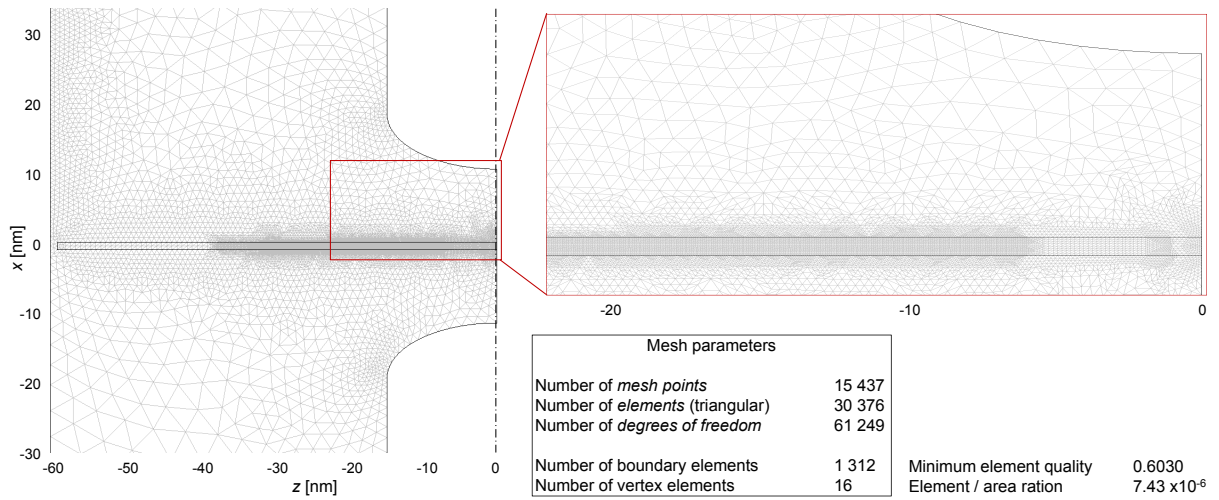 30
20
10
0
-10
-20
-30
x [nm]
-60
-50
-40
-30
-20
-10
0
z [nm]
-20
-10
0
Mesh parameters
Number of mesh points 15 437
Number of elements (triangular) 30 376
Number of degrees of freedom 61 249
Number of boundary elements 1 312
Number of vertex elements 16
Minimum element quality 0.6030
Element / area ration 7.43 x10⁻⁶